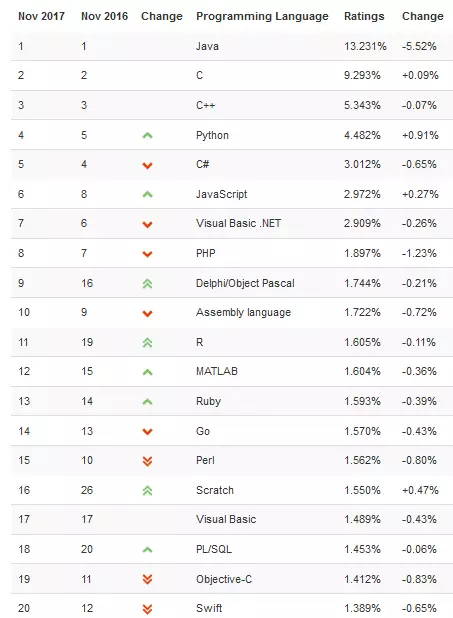 Nov 2017 Nov 2016 Change Programming Language Ratings Change
1 1 Java 13.231% -5.52%
2 2 C 9.293% +0.09%
3 3 C++ 5.343% -0.07%
4 5 Python 4.482% +0.91%
5 4 C# 3.012% -0.65%
6 8 JavaScript 2.972% +0.27%
7 6 Visual Basic .NET 2.909% -0.26%
8 7 PHP 1.897% -1.23%
9 16 Delphi/Object Pascal 1.744% -0.21%
10 9 Assembly language 1.722% -0.72%
11 19 R 1.605% -0.11%
12 15 MATLAB 1.604% -0.36%
13 14 Ruby 1.593% -0.39%
14 13 Go 1.570% -0.43%
15 10 Perl 1.562% -0.80%
16 26 Scratch 1.550% +0.47%
17 17 Visual Basic 1.489% -0.43%
18 20 PL/SQL 1.453% -0.06%
19 11 Objective-C 1.412% -0.83%
20 12 Swift 1.389% -0.65%